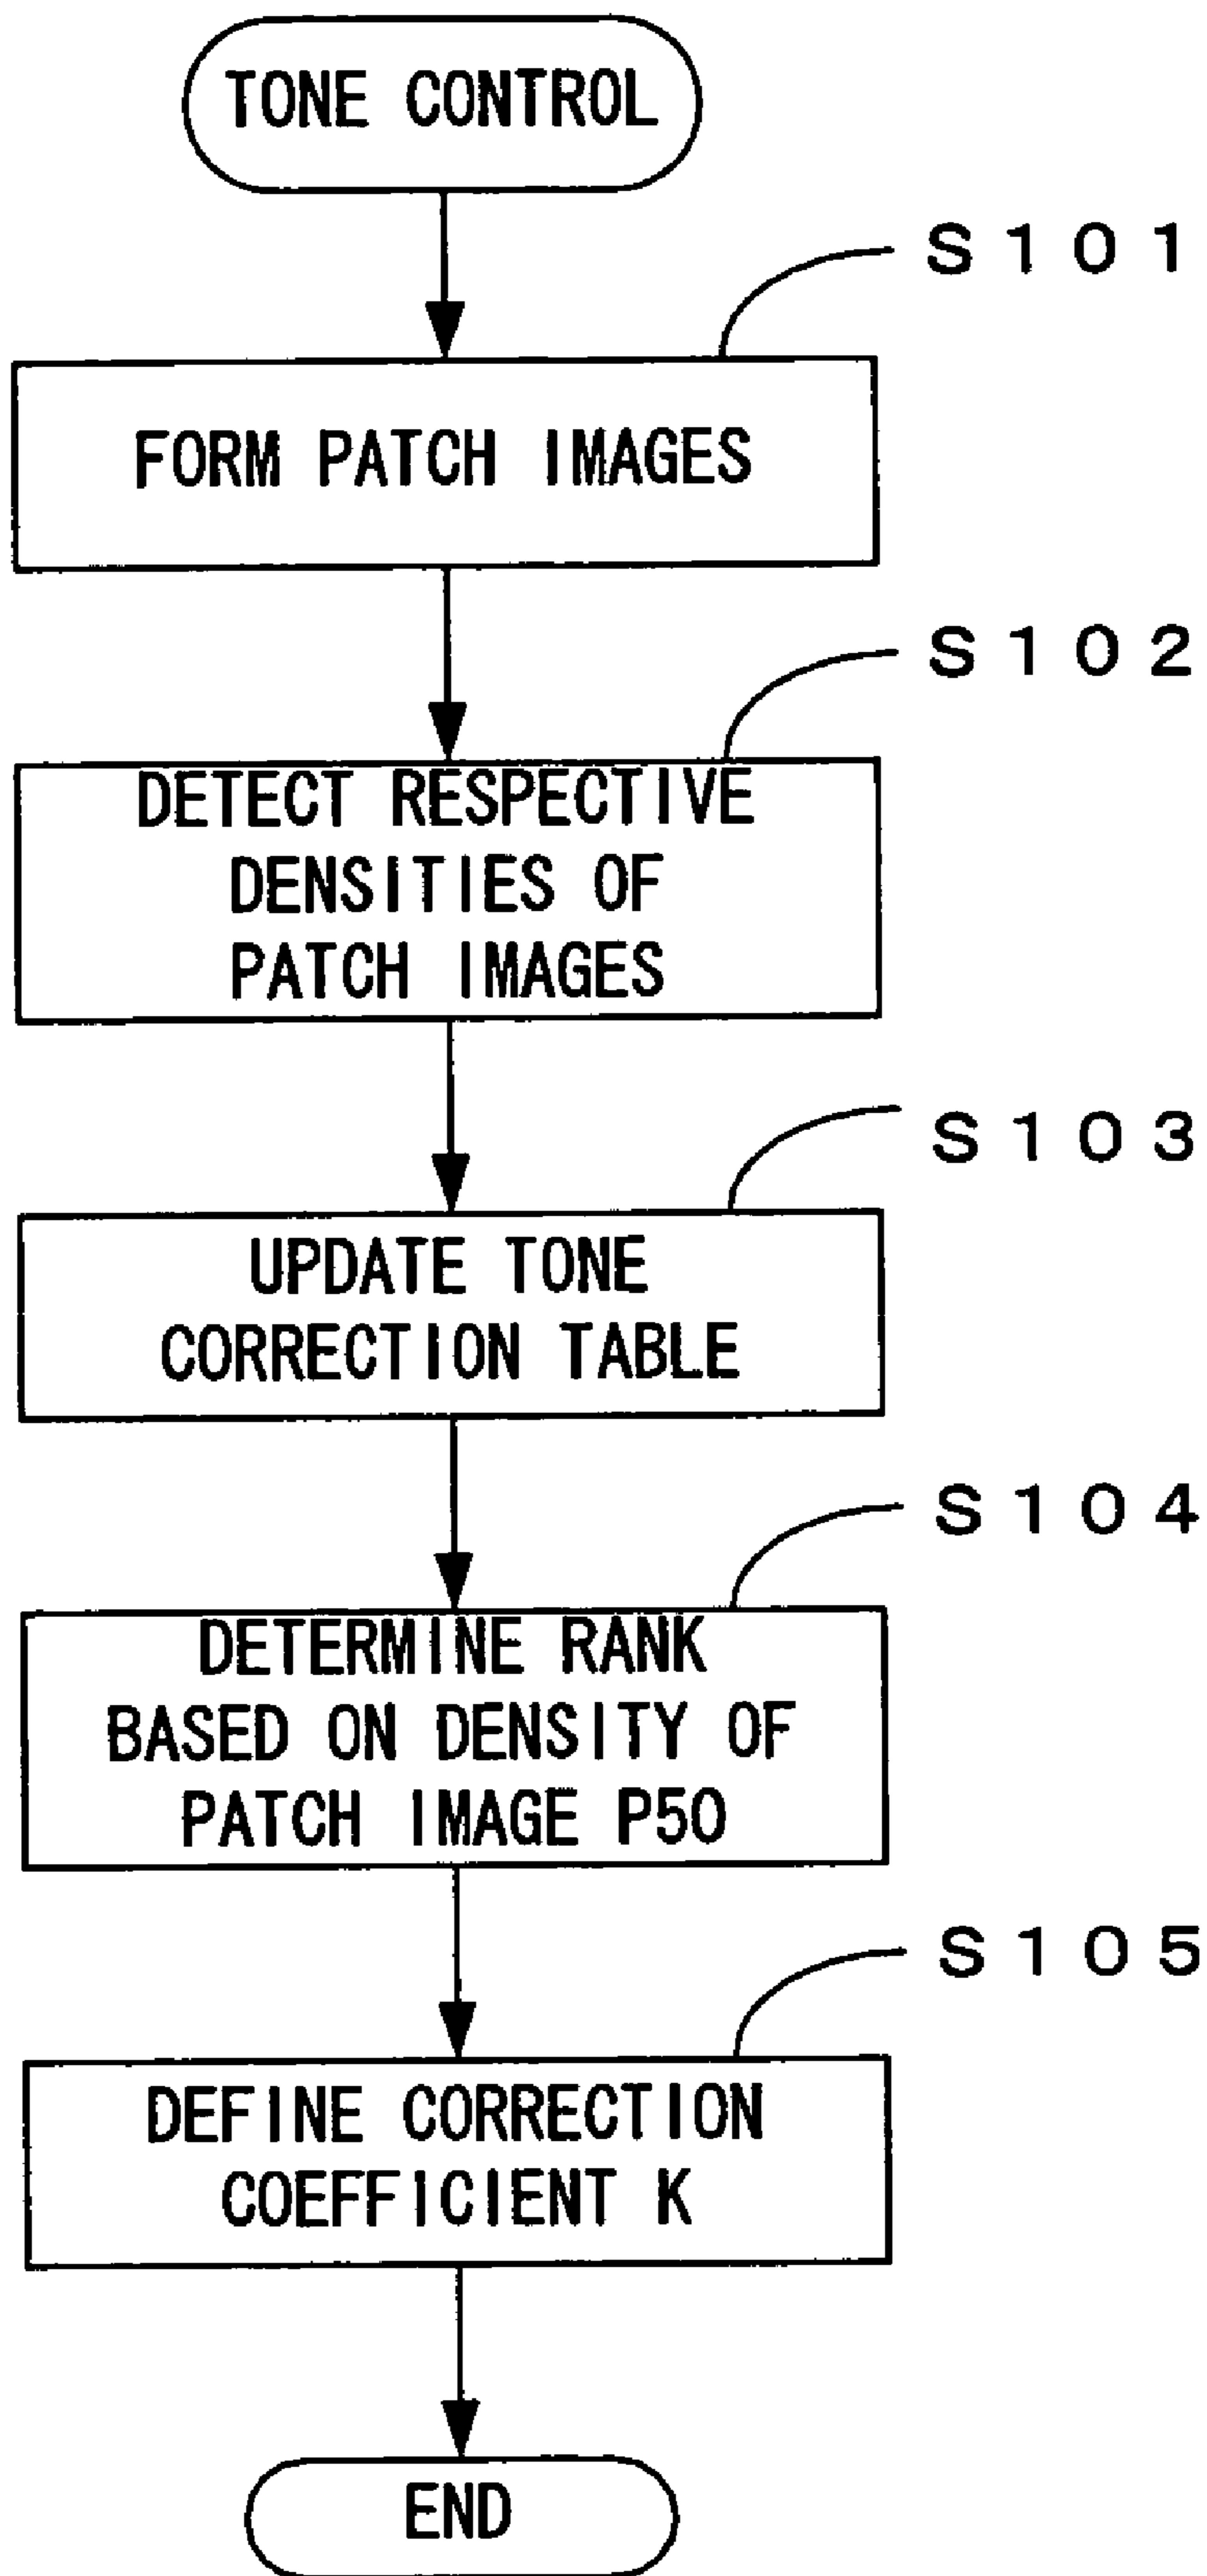 TONE CONTROL
S101
FORM PATCH IMAGES
S102
DETECT RESPECTIVE
DENSITIES OF
PATCH IMAGES
S103
UPDATE TONE
CORRECTION TABLE
S104
DETERMINE RANK
BASED ON DENSITY OF
PATCH IMAGE P50
S105
DEFINE CORRECTION
COEFFICIENT K
END